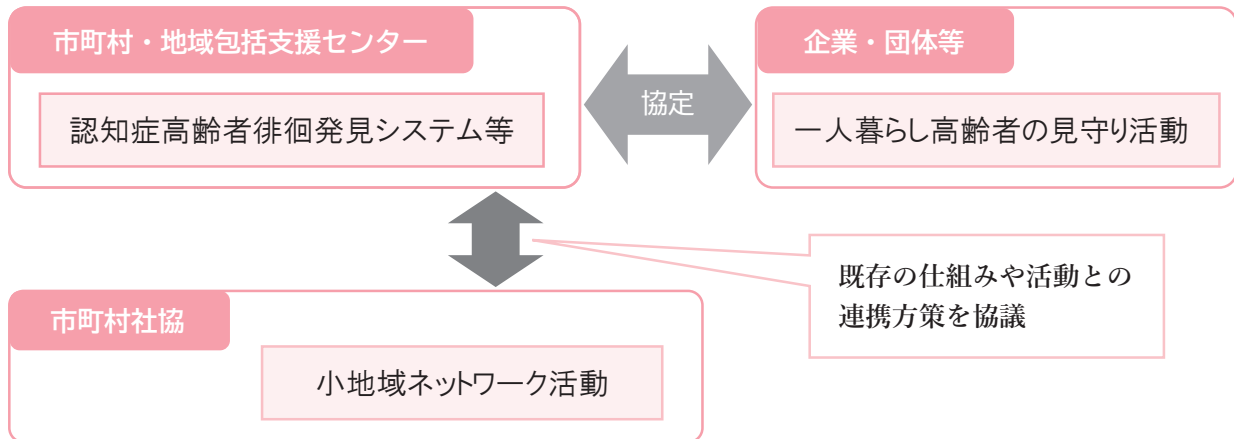 市町村・地域包括支援センター
認知症高齢者徘徊発見システム等
協定
企業・団体等
一人暮らし高齢者の見守り活動
既存の仕組みや活動との
連携方策を協議
市町村社協
小地域ネットワーク活動